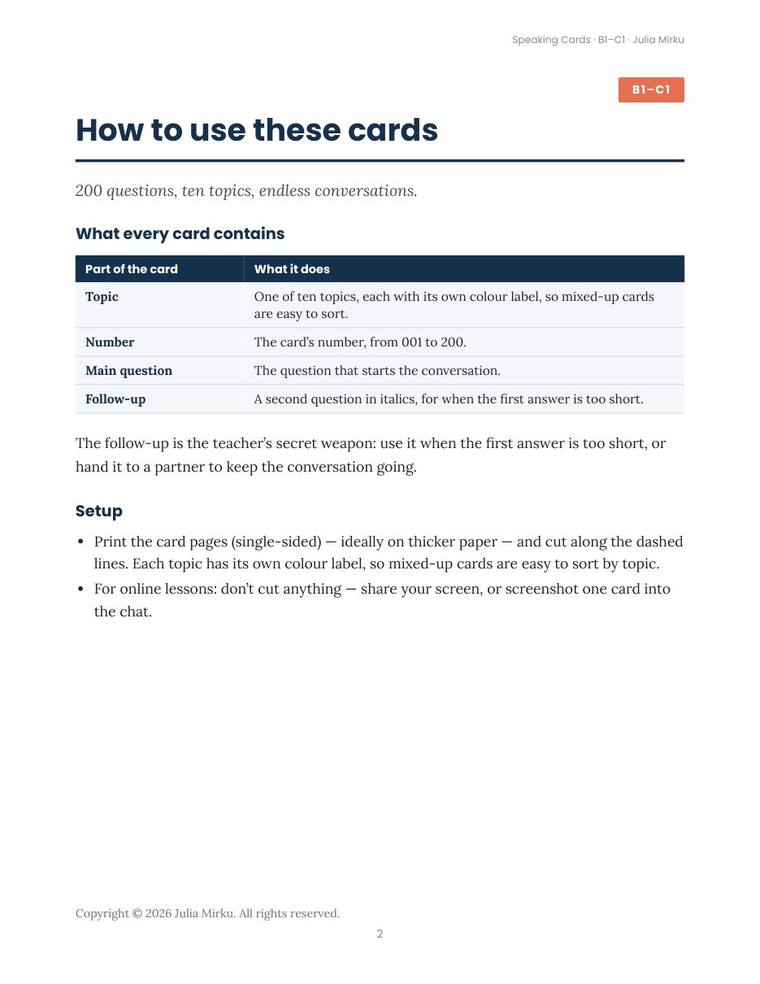 Speaking Cards · B1–C1 · Julia Mirku
B1–C1
How to use these cards
200 questions, ten topics, endless conversations.
What every card contains
Part of the card What it does
Topic One of ten topics, each with its own colour label, so mixed-up cards
are easy to sort.
Number The card’s number, from 001 to 200.
Main question The question that starts the conversation.
Follow-up A second question in italics, for when the first answer is too short.
The follow-up is the teacher’s secret weapon: use it when the first answer is too short, or
hand it to a partner to keep the conversation going.
Setup
• Print the card pages (single-sided) — ideally on thicker paper — and cut along the dashed
lines. Each topic has its own colour label, so mixed-up cards are easy to sort by topic.
• For online lessons: don’t cut anything — share your screen, or screenshot one card into
the chat.
Copyright © 2026 Julia Mirku. All rights reserved.
2